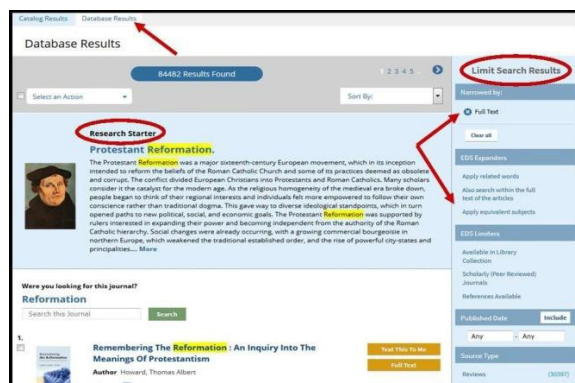 Catalog Results Database Results
Database Results
84482 Results Found
1 2 3 4 5
Select an Action
Sort By:
Research Starter
Protestant Reformation.
The Protestant Reformation was a major sixteenth-century European movement, which in its inception
intended to reform the beliefs of the Roman Catholic Church and some of its practices deemed as obsolete
and corrupt. The conflict divided European Christians into Protestants and Roman Catholics. Many scholars
consider it the catalyst for the modern age. As the religious homogeneity of the medieval era broke down,
people began to think of their regional interests and individuals felt more empowered to follow their own
conscience rather than traditional dogma. This gave way to diverse ideological standpoints, which in turn
opened paths to new political, social, and economic goals. The Protestant Reformation was supported by
rulers interested in expanding their power and becoming independent from the authority of the Roman
Catholic hierarchy. Social changes were already occurring, with a growing commercial bourgeoisie in
northern Europe, which weakened the traditional established order, and the rise of powerful city-states and
principalities.... More
Were you looking for this journal?
Reformation
Search this Journal
Search
1.
Remembering The Reformation : An Inquiry Into The
Meanings Of Protestantism
Author Howard, Thomas Albert
Text This To Me
Full Text
Limit Search Results
Narrowed by:
Full Text
Clear all
EDS Expanders
Apply related words
Also search within the full
text of the articles
Apply equivalent subjects
EDS Limiters
Available in Library
Collection
Scholarly (Peer Reviewed)
Journals
References Available
Published Date Include
Any - Any
Source Type
Reviews